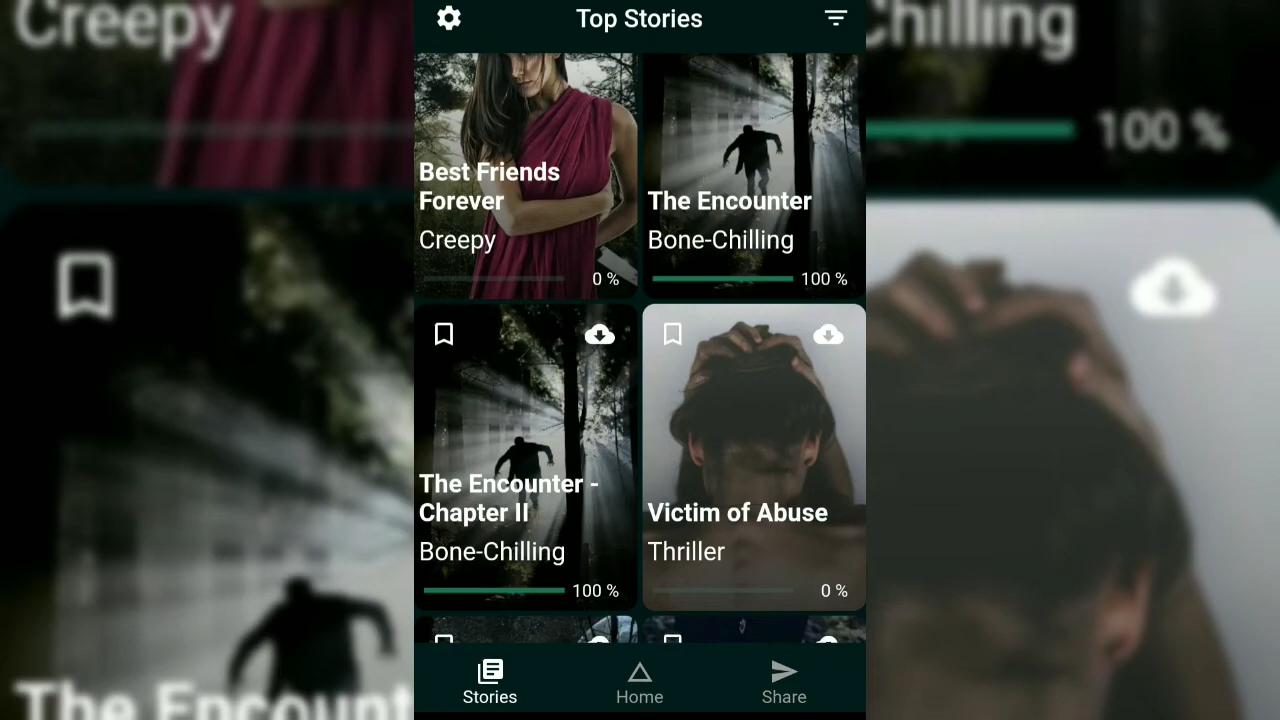 Top Stories
Creepy
Chilling
100 %
Best Friends
Forever
Creepy
0 %
The Encounter
Bone-Chilling
100 %
The Encounter -
Chapter II
Bone-Chilling
100 %
Victim of Abuse
Thriller
0 %
The Encount
Stories
Home
Share